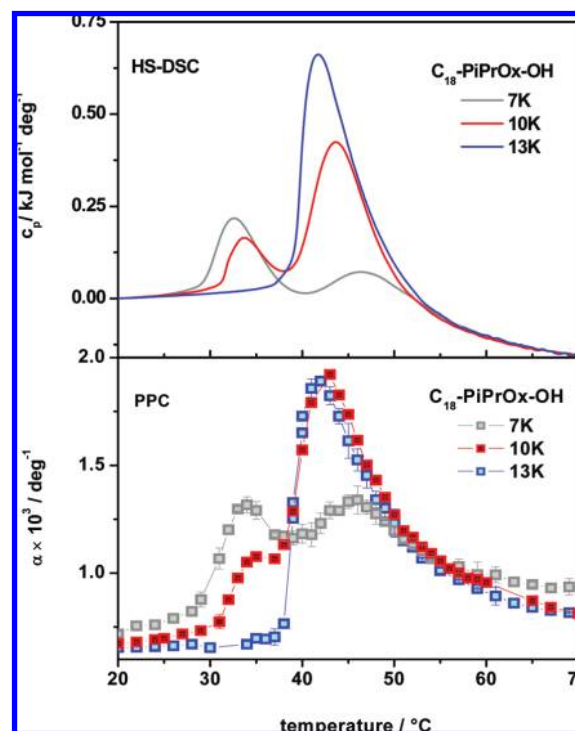 0.75
HS-DSC
C₁₈-PiPrOx-OH
7K
10K
13K
0.50
0.25
0.00
cₚ / kJ mol⁻¹ deg⁻¹
2.0
PPC
C₁₈-PiPrOx-OH
7K
10K
13K
1.5
1.0
α × 10³ / deg⁻¹
20 30 40 50 60 70
temperature / °C